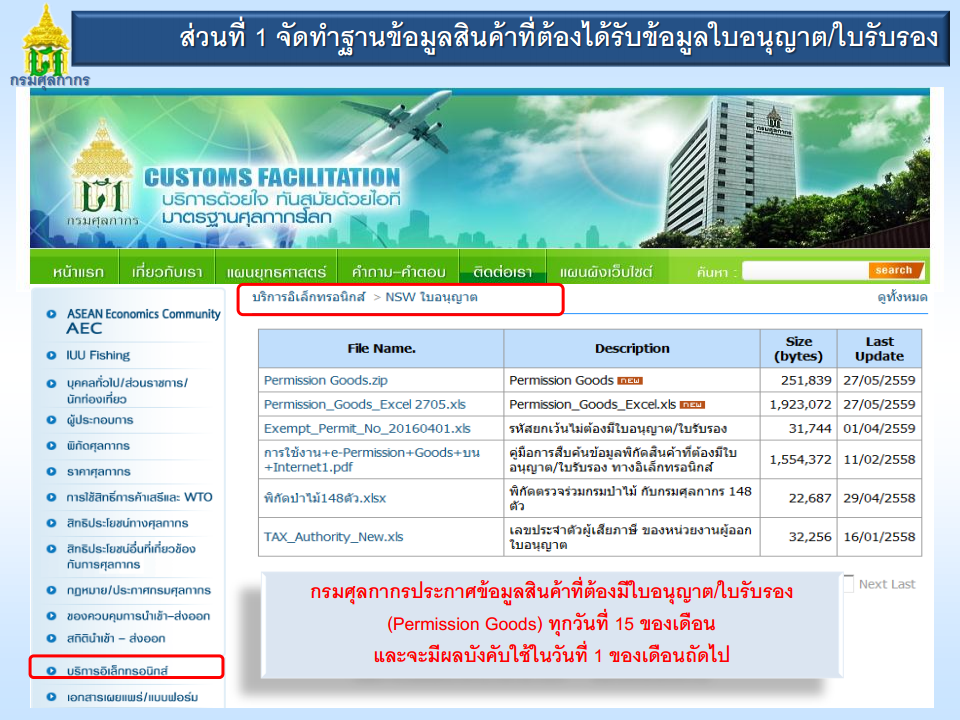 ส่วนที่ 1 จัดทำฐานข้อมูลสินค้าที่ต้องได้รับข้อมูลใบอนุญาต/ใบรับรอง
กรมศุลกากร
กรมศุลกากร
CUSTOMS FACILITATION
บริการด้วยใจ ทันสมัยด้วยไอที
มาตรฐานศุลกากรโลก
กรมศุลกากร
หน้าแรก เกี่ยวกับเรา แผนยุทธศาสตร์ คำถาม-คำตอบ ติดต่อเรา แผนผังเว็บไซต์ ค้นหา : search
ASEAN Economics Community
AEC
IUU Fishing
บุคคลทั่วไป/ส่วนราชการ/
นักท่องเที่ยว
ผู้ประกอบการ
พิกัดศุลกากร
ราคาศุลกากร
การใช้สิทธิ์การค้าเสรีและ WTO
สิทธิประโยชน์ทางศุลกากร
สิทธิประโยชน์อื่นที่เกี่ยวข้อง
กับการศุลกากร
กฎหมาย/ประกาศกรมศุลกากร
ของควบคุมการนำเข้า-ส่งออก
สถิตินำเข้า - ส่งออก
บริการอิเล็กทรอนิกส์
เอกสารเผยแพร่/แบบฟอร์ม
บริการอิเล็กทรอนิกส์ > NSW ใบอนุญาต ดูทั้งหมด
File Name. Description Size (bytes) Last Update
Permission Goods.zip Permission Goods NEW 251,839 27/05/2559
Permission_Goods_Excel 2705.xls Permission_Goods_Excel.xls NEW 1,923,072 27/05/2559
Exempt_Permit_No_20160401.xls รหัสยกเว้นไม่ต้องมีใบอนุญาต/ใบรับรอง 31,744 01/04/2559
การใช้งาน+e-Permission+Goods+บน คู่มือการสืบค้นข้อมูลพิกัดสินค้าที่ต้องมีใบ
+Internet1.pdf อนุญาต/ใบรับรอง ทางอิเล็กทรอนิกส์ 1,554,372 11/02/2558
พิกัดป่าไม้148ตัว.xlsx พิกัดตรวจร่วมกรมป่าไม้ กับกรมศุลกากร 148 ตัว 22,687 29/04/2558
TAX_Authority_New.xls เลขประจำตัวผู้เสียภาษี ของหน่วยงานผู้ออก ใบอนุญาต 32,256 16/01/2558
Next Last
กรมศุลกากรประกาศข้อมูลสินค้าที่ต้องมีใบอนุญาต/ใบรับรอง
(Permission Goods) ทุกวันที่ 15 ของเดือน
และจะมีผลบังคับใช้ในวันที่ 1 ของเดือนถัดไป